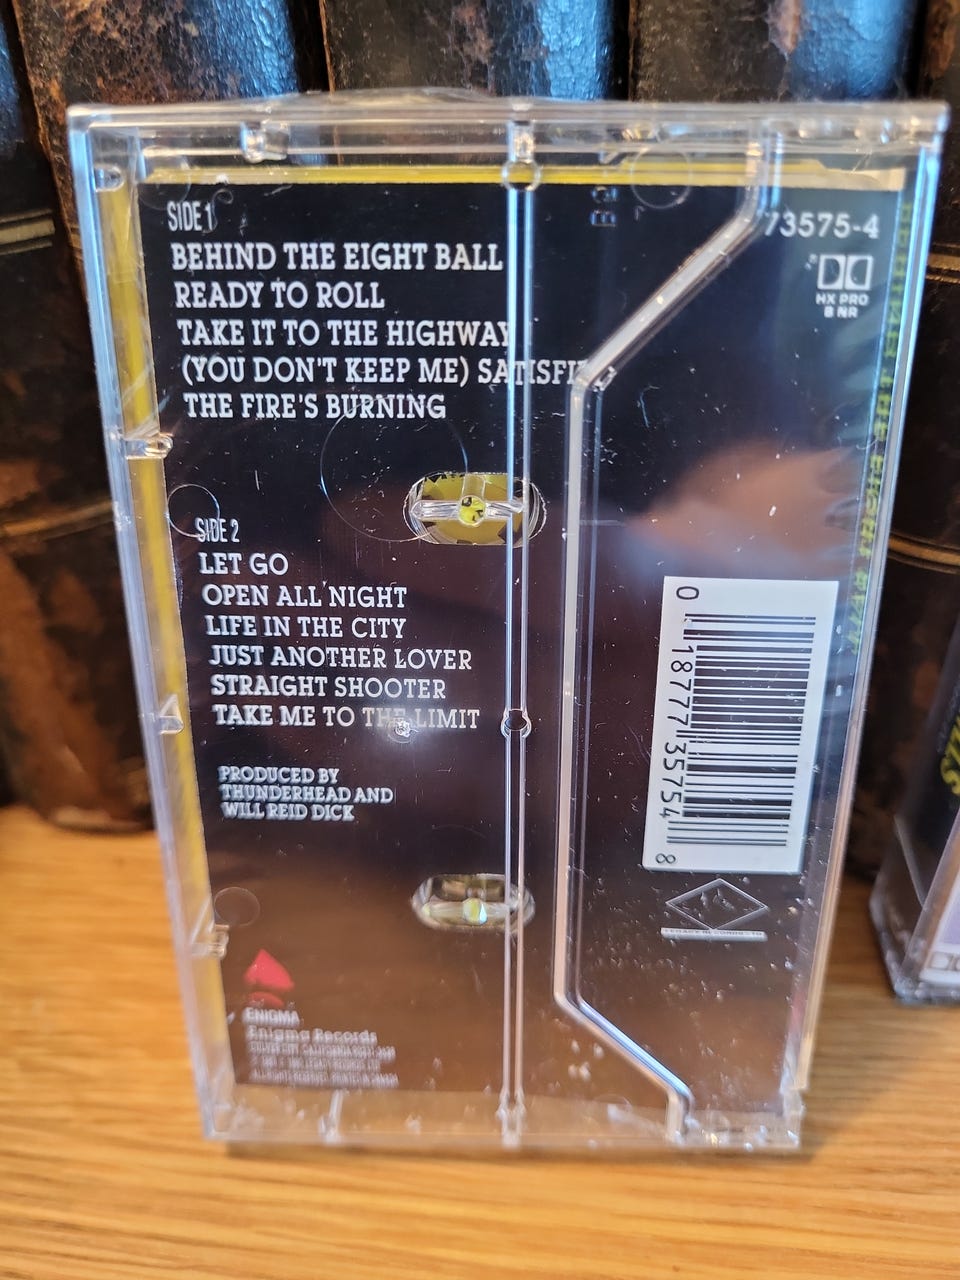 SIDE 1
BEHIND THE EIGHT BALL
READY TO ROLL
TAKE IT TO THE HIGHWAY
(YOU DON'T KEEP ME) SATISFI
THE FIRE'S BURNING
SIDE 2
LET GO
OPEN ALL NIGHT
LIFE IN THE CITY
JUST ANOTHER LOVER
STRAIGHT SHOOTER
TAKE ME TO THE LIMIT
PRODUCED BY
THUNDERHEAD AND
WILL REID DICK
ENIGMA
Enigma Records
73575-4
HX PRO
B NR
0 18777 35754 8